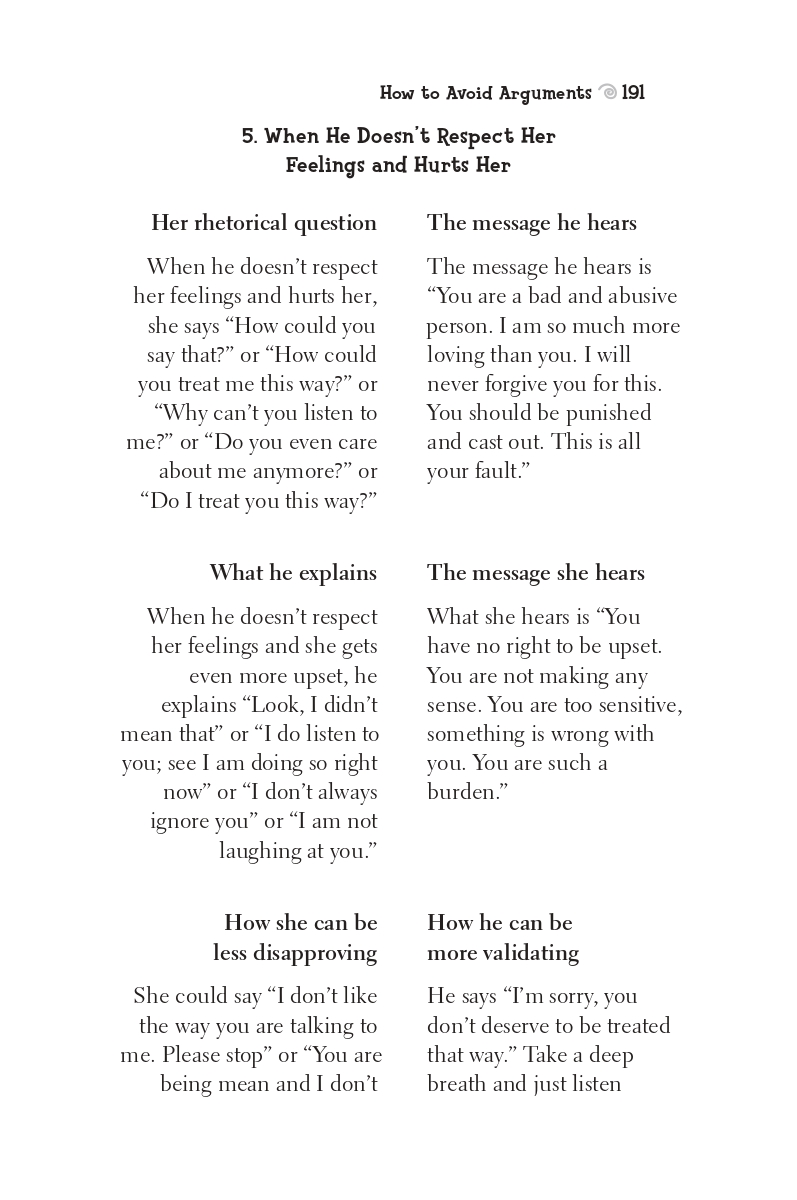 How to Avoid Arguments 191
5. When He Doesn’t Respect Her
Feelings and Hurts Her
Her rhetorical question
When he doesn’t respect
her feelings and hurts her,
she says “How could you
say that?” or “How could
you treat me this way?” or
“Why can’t you listen to
me?” or “Do you even care
about me anymore?” or
“Do I treat you this way?”
The message he hears
The message he hears is
“You are a bad and abusive
person. I am so much more
loving than you. I will
never forgive you for this.
You should be punished
and cast out. This is all
your fault.”
What he explains
When he doesn’t respect
her feelings and she gets
even more upset, he
explains “Look, I didn’t
mean that” or “I do listen to
you; see I am doing so right
now” or “I don’t always
ignore you” or “I am not
laughing at you.”
The message she hears
What she hears is “You
have no right to be upset.
You are not making any
sense. You are too sensitive,
something is wrong with
you. You are such a
burden.”
How she can be
less disapproving
She could say “I don’t like
the way you are talking to
me. Please stop” or “You are
being mean and I don’t
How he can be
more validating
He says “I’m sorry, you
don’t deserve to be treated
that way.” Take a deep
breath and just listen